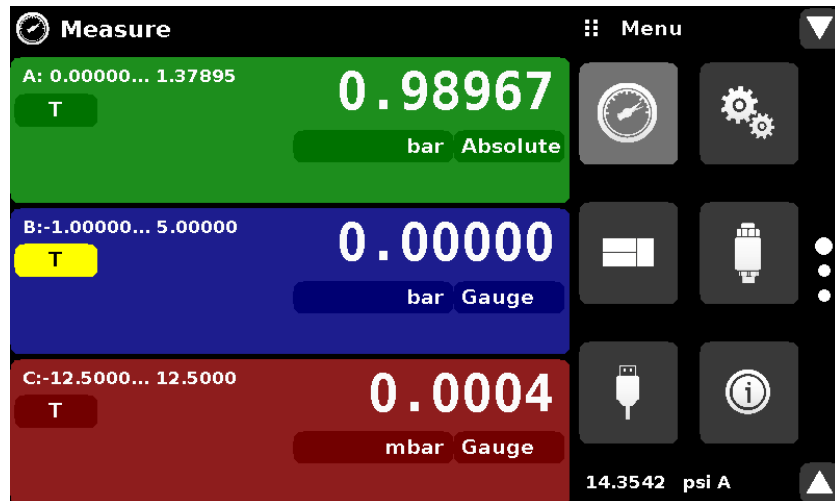 Measure
A: 0.00000... 1.37895
T
0.98967
bar Absolute
B:-1.00000... 5.00000
T
0.00000
bar Gauge
C:-12.5000... 12.5000
T
0.0004
mbar Gauge
Menu
14.3542 psi A